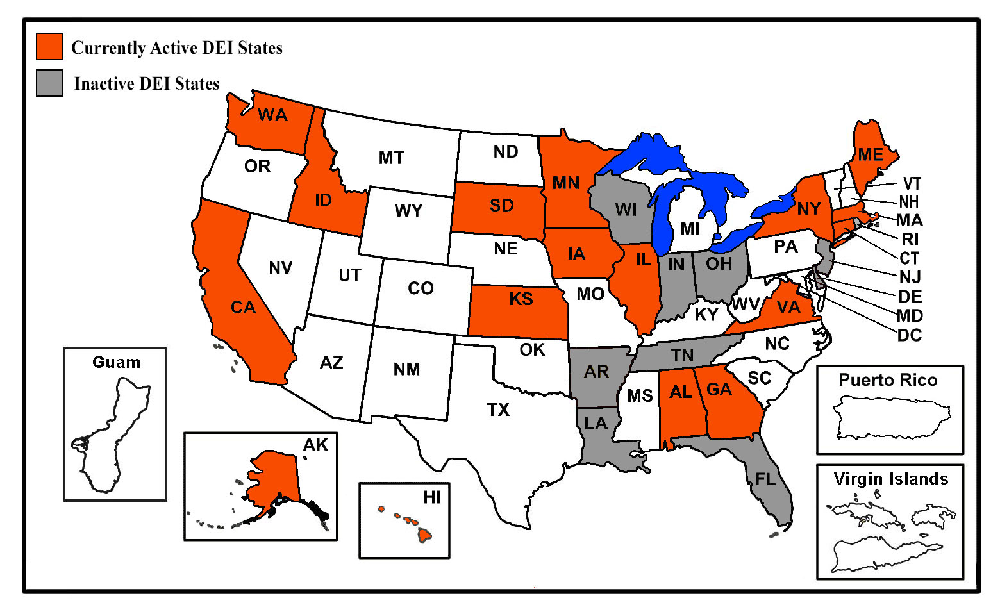 Currently Active DEI States
Inactive DEI States
WA
OR
ID
MT
ND
MN
SD
WY
NE
IA
WI
MI
IL
IN
OH
PA
NY
ME
VT
NH
MA
RI
CT
NJ
DE
MD
DC
CA
NV
UT
CO
KS
MO
KY
WV
VA
AZ
NM
OK
AR
TN
NC
SC
TX
LA
MS
AL
GA
FL
Guam
AK
HI
Puerto Rico
Virgin Islands